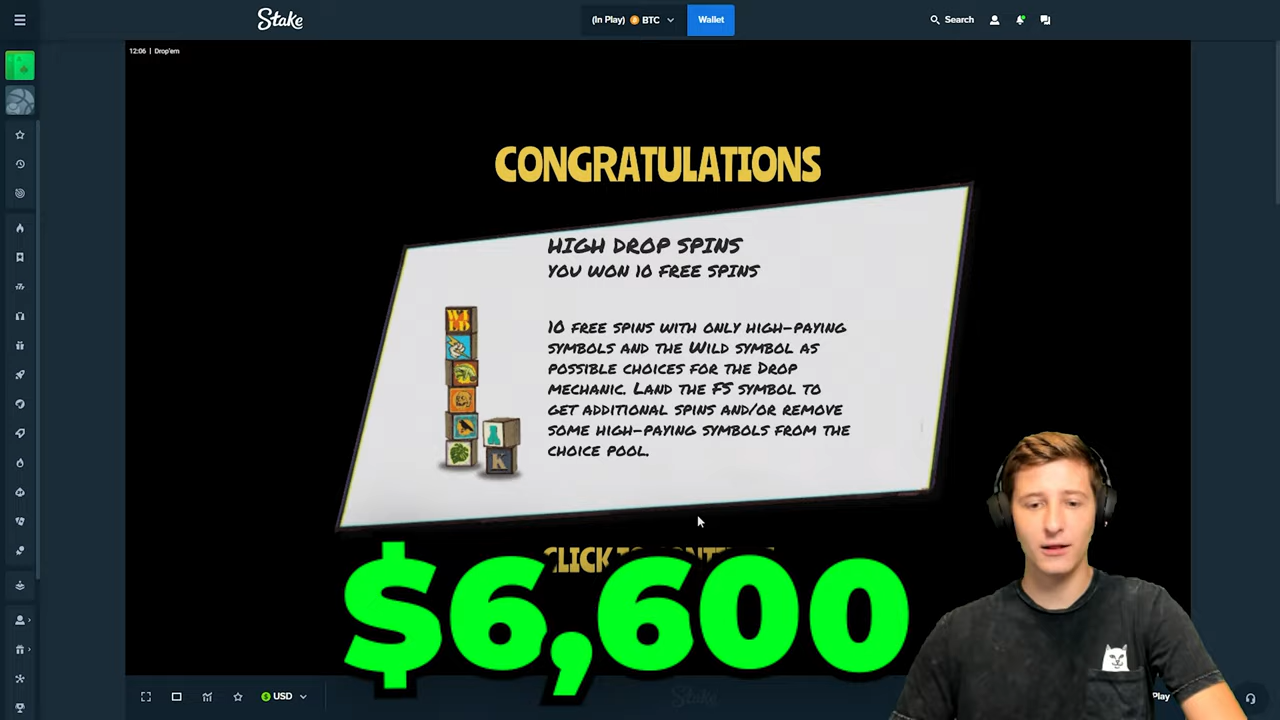 Stake
(In Play) BTC
Wallet
Search
12:06 | Drop'em
CONGRATULATIONS
HIGH DROP SPINS
YOU WON 10 FREE SPINS
10 FREE SPINS WITH ONLY HIGH-PAYING
SYMBOLS AND THE WILD SYMBOL AS
POSSIBLE CHOICES FOR THE DROP
MECHANIC. LAND THE FS SYMBOL TO
GET ADDITIONAL SPINS AND/OR REMOVE
SOME HIGH-PAYING SYMBOLS FROM THE
CHOICE POOL.
WILD
K
CLICK
$6,600
USD
Stake
Play